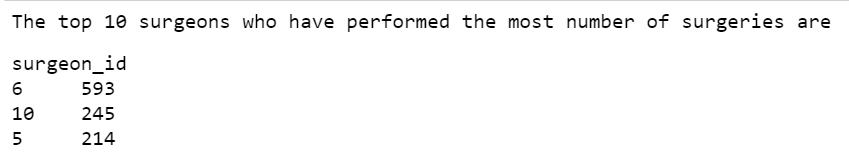 The top 10 surgeons who have performed the most number of surgeries are
surgeon_id
6 593
10 245
5 214